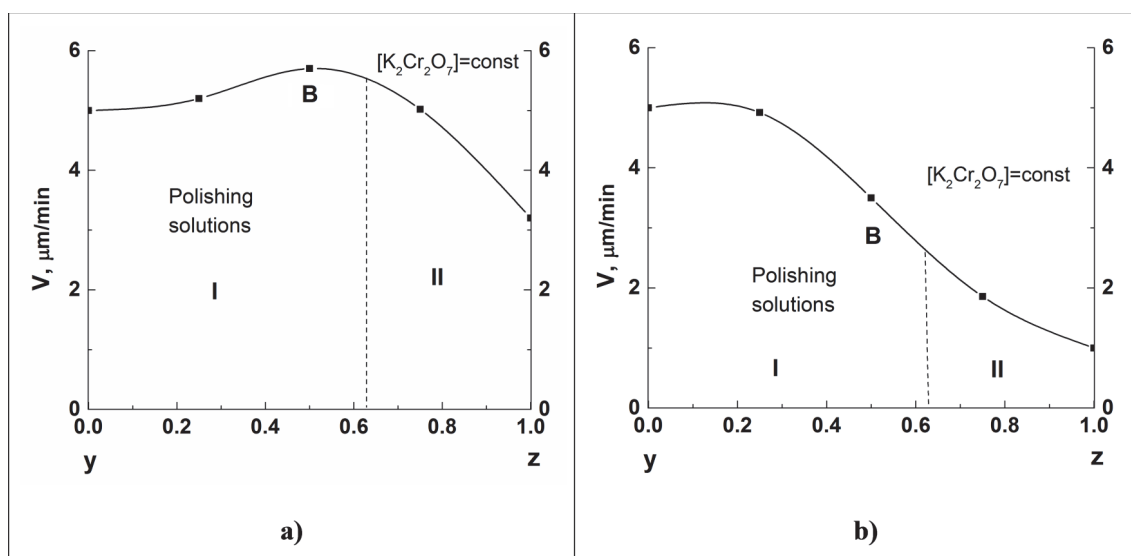 6
4
2
0
V, μm/min
[K₂Cr₂O₇]=const
B
Polishing
solutions
I
II
6
4
2
0
0.0
0.2
0.4
0.6
0.8
1.0
y
z
a)
6
4
2
0
V, μm/min
[K₂Cr₂O₇]=const
B
Polishing
solutions
I
II
6
4
2
0
0.0
0.2
0.4
0.6
0.8
1.0
y
z
b)